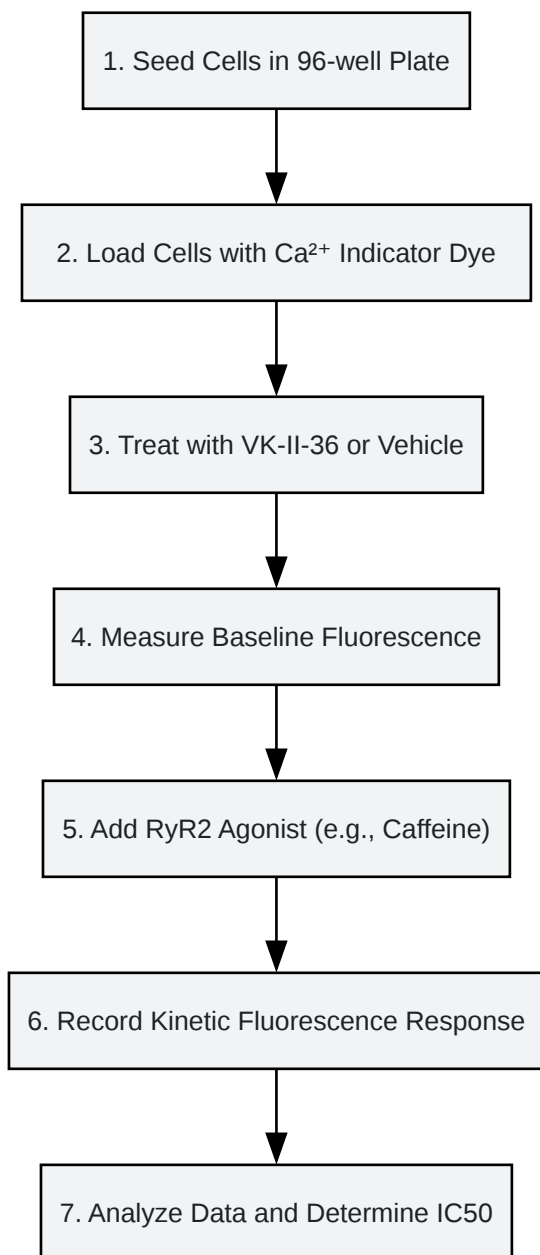 1. Seed Cells in 96-well Plate
2. Load Cells with Ca²⁺ Indicator Dye
3. Treat with VK-II-36 or Vehicle
4. Measure Baseline Fluorescence
5. Add RyR2 Agonist (e.g., Caffeine)
6. Record Kinetic Fluorescence Response
7. Analyze Data and Determine IC50